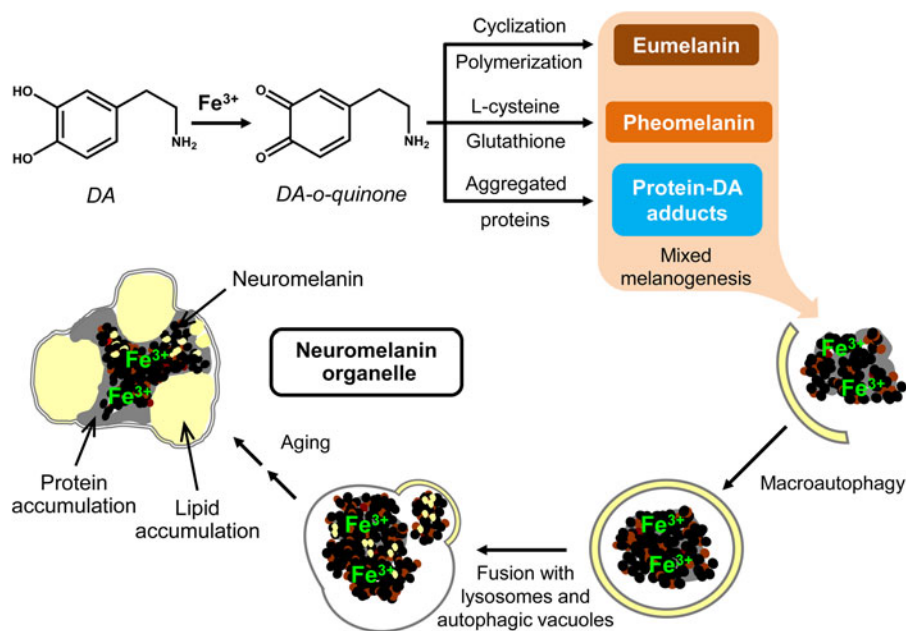 HO
HO
NH₂
DA
Fe³⁺
O
O
NH₂
DA-o-quinone
Cyclization
Polymerization
L-cysteine
Glutathione
Aggregated
proteins
Eumelanin
Pheomelanin
Protein-DA
adducts
Mixed
melanogenesis
Neuromelanin
Fe³⁺
Fe³⁺
Neuromelanin
organelle
Fe³⁺
Fe³⁺
Protein
accumulation
Lipid
accumulation
Aging
Macroautophagy
Fe³⁺
Fe³⁺
Fusion with
lysosomes and
autophagic vacuoles
Fe³⁺
Fe³⁺